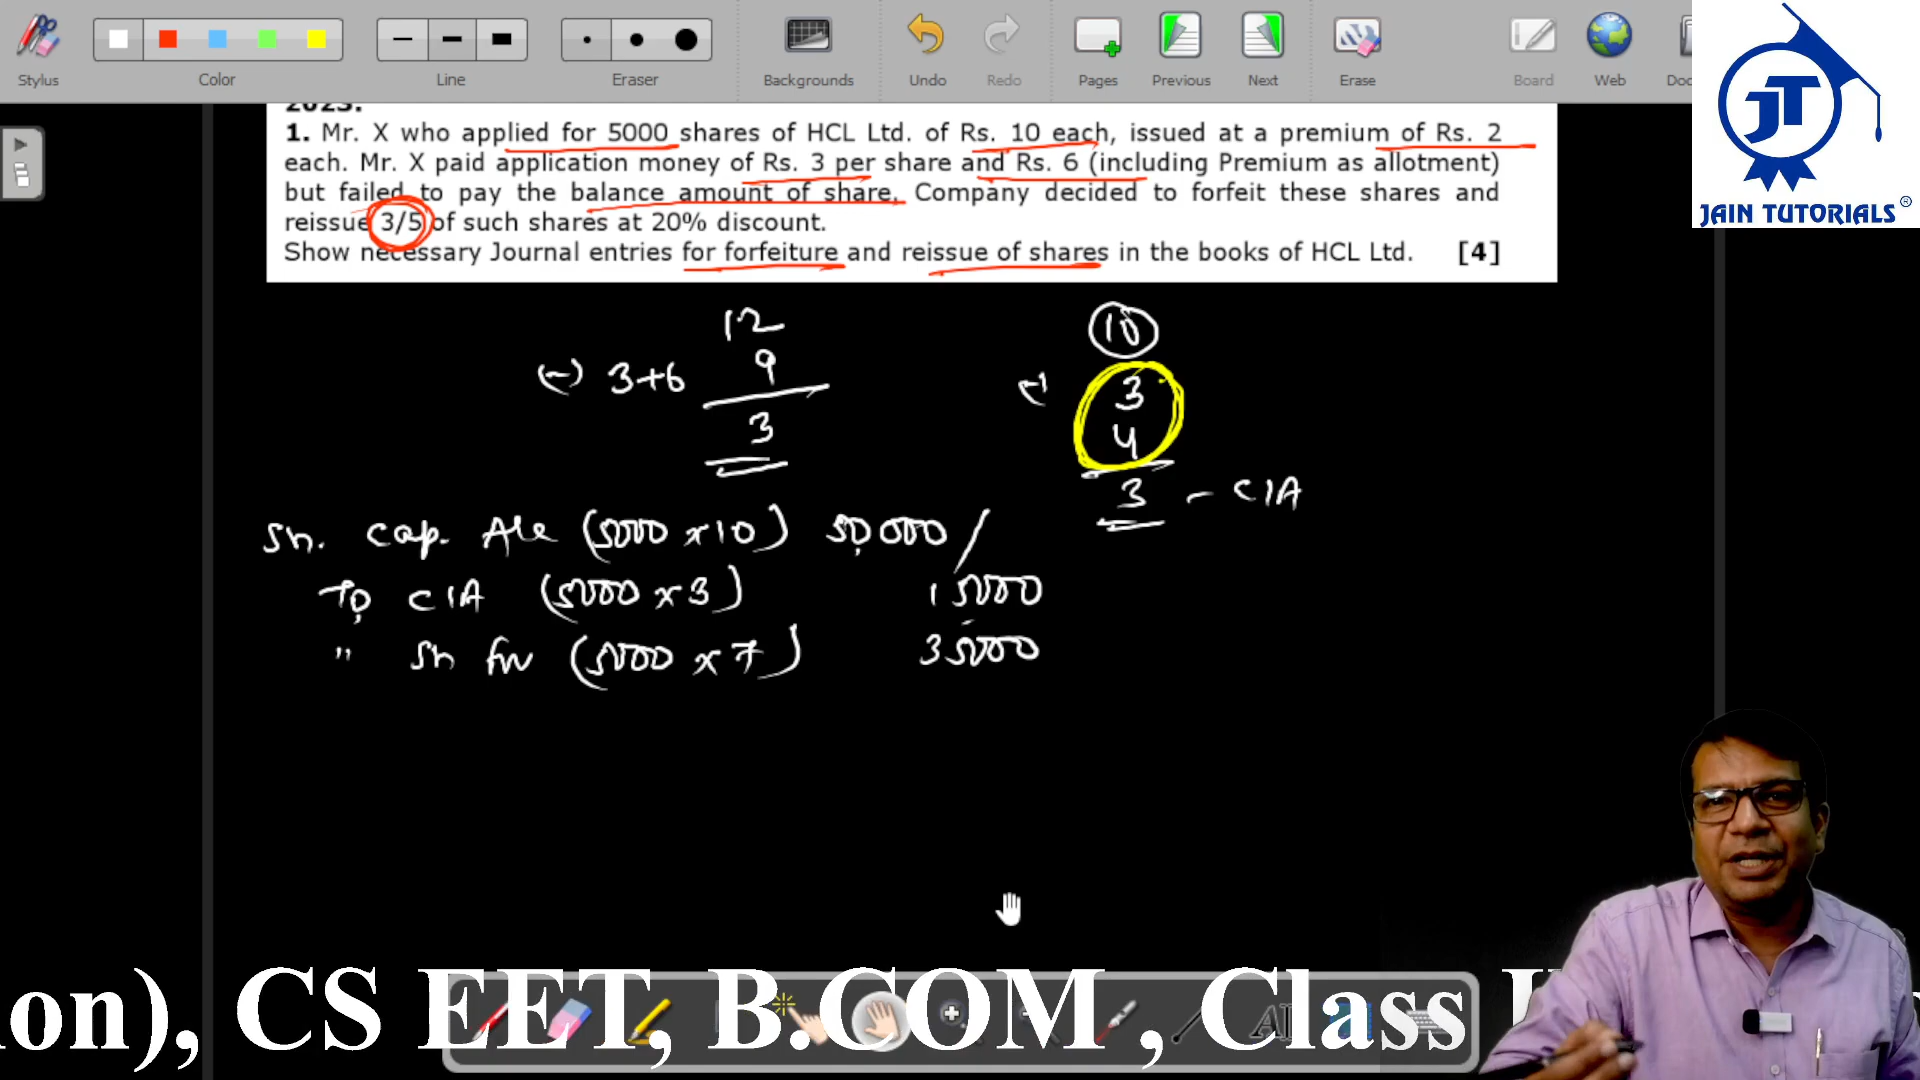 Stylus
Color
Line
Eraser
Backgrounds
Undo
Redo
Pages
Previous
Next
Erase
Board
Web
JT
JAIN TUTORIALS®
2023.
1. Mr. X who applied for 5000 shares of HCL Ltd. of Rs. 10 each, issued at a premium of Rs. 2
each. Mr. X paid application money of Rs. 3 per share and Rs. 6 (including Premium as allotment)
but failed to pay the balance amount of share. Company decided to forfeit these shares and
reissue 3/5 of such shares at 20% discount.
Show necessary Journal entries for forfeiture and reissue of shares in the books of HCL Ltd. [4]
12
(-) 3+6 9
3
10
(-) 3
4
3 - CIA
Sh. Cap. A/c (5000 x 10) 50,000 /
To CIA (5000 x 3) 15000
" Sh for (5000 x 7) 35000
on), CS EET, B.COM , Class